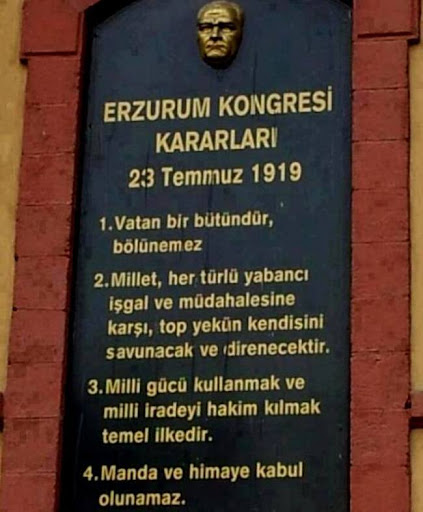 ERZURUM KONGRESİ
KARARLARI
23 Temmuz 1919
1.Vatan bir bütündür,
bölünemez
2.Millet, her türlü yabancı
işgal ve müdahalesine
karşı, top yekün kendisini
savunacak ve direnecektir.
3.Milli gücü kullanmak ve
milli iradeyi hakim kılmak
temel ilkedir.
4.Manda ve himaye kabul
olunamaz.